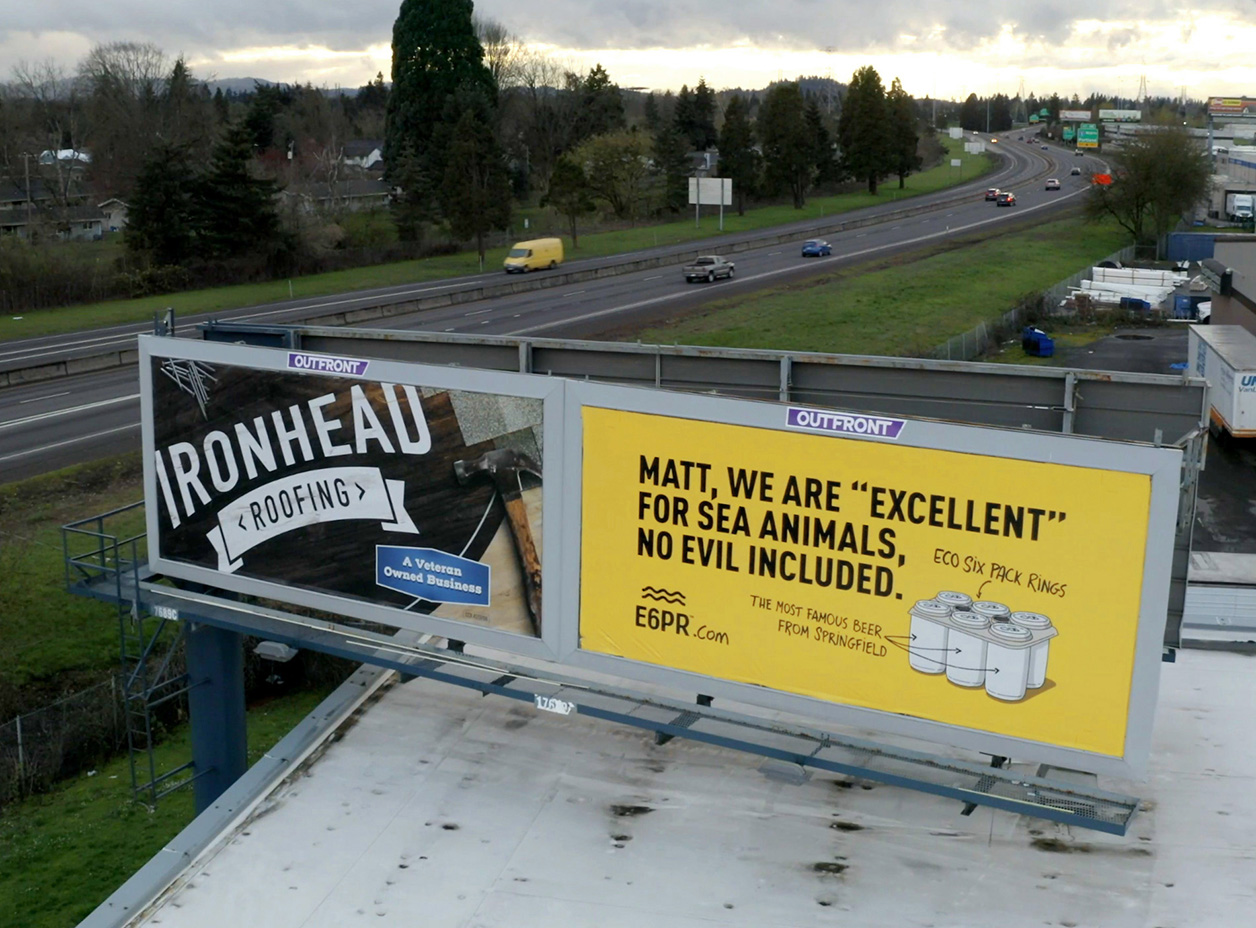 OUTFRONT
IRONHEAD
<ROOFING>
A Veteran
Owned Business
OUTFRONT
MATT, WE ARE “EXCELLENT”
FOR SEA ANIMALS,
NO EVIL INCLUDED.
ECO SIX PACK RINGS
E6PR™.com
THE MOST FAMOUS BEER
FROM SPRINGFIELD